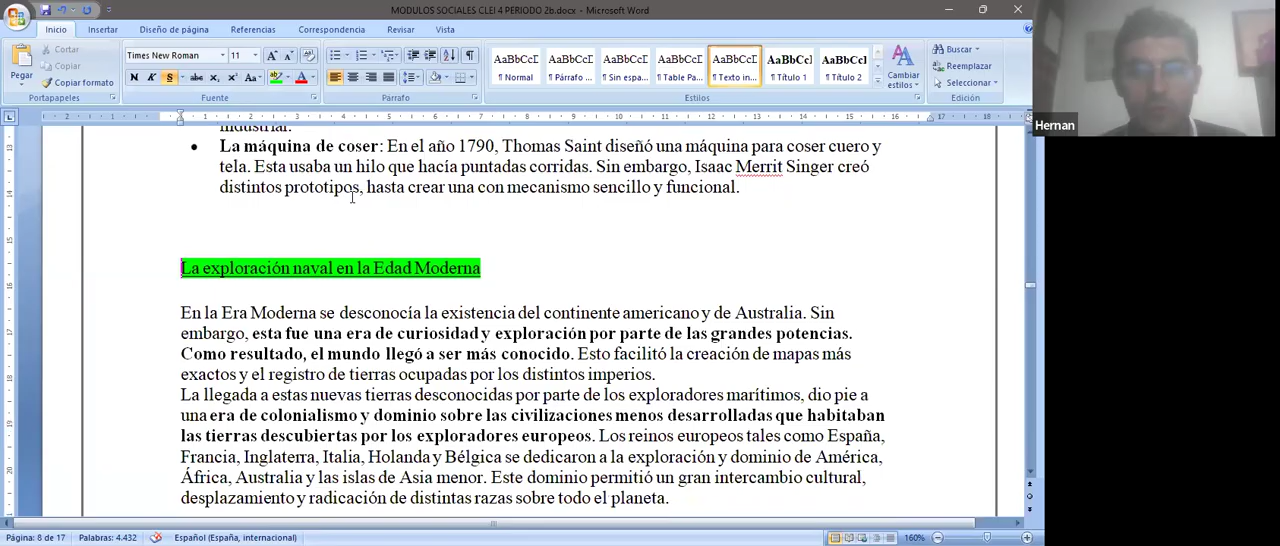 MODULOS SOCIALES CLEI 4 PERIODO 2b.docx - Microsoft Word
Inicio Insertar Diseño de página Referencias Correspondencia Revisar Vista
Pegar
Cortar
Copiar
Copiar formato
Portapapeles
Times New Roman 11
Fuente
Párrafo
AaBbCcD ¶ Normal
AaBbCcD ¶ Párrafo ...
AaBbCcD ¶ Sin espa...
AaBbCcD ¶ Table Pa...
AaBbCcD ¶ Texto in...
AaBbC ¶ Título 1
AaBbCc ¶ Título 2
Cambiar estilos
Estilos
Buscar
Reemplazar
Seleccionar
Edición
Hernan
industrial.
• La máquina de coser: En el año 1790, Thomas Saint diseñó una máquina para coser cuero y
tela. Esta usaba un hilo que hacía puntadas corridas. Sin embargo, Isaac Merrit Singer creó
distintos prototipos, hasta crear una con mecanismo sencillo y funcional.
La exploración naval en la Edad Moderna
En la Era Moderna se desconocía la existencia del continente americano y de Australia. Sin
embargo, esta fue una era de curiosidad y exploración por parte de las grandes potencias.
Como resultado, el mundo llegó a ser más conocido. Esto facilitó la creación de mapas más
exactos y el registro de tierras ocupadas por los distintos imperios.
La llegada a estas nuevas tierras desconocidas por parte de los exploradores marítimos, dio pie a
una era de colonialismo y dominio sobre las civilizaciones menos desarrolladas que habitaban
las tierras descubiertas por los exploradores europeos. Los reinos europeos tales como España,
Francia, Inglaterra, Italia, Holanda y Bélgica se dedicaron a la exploración y dominio de América,
África, Australia y las islas de Asia menor. Este dominio permitió un gran intercambio cultural,
desplazamiento y radicación de distintas razas sobre todo el planeta.
Página: 8 de 17 Palabras: 4.432 Español (España, internacional) 160%